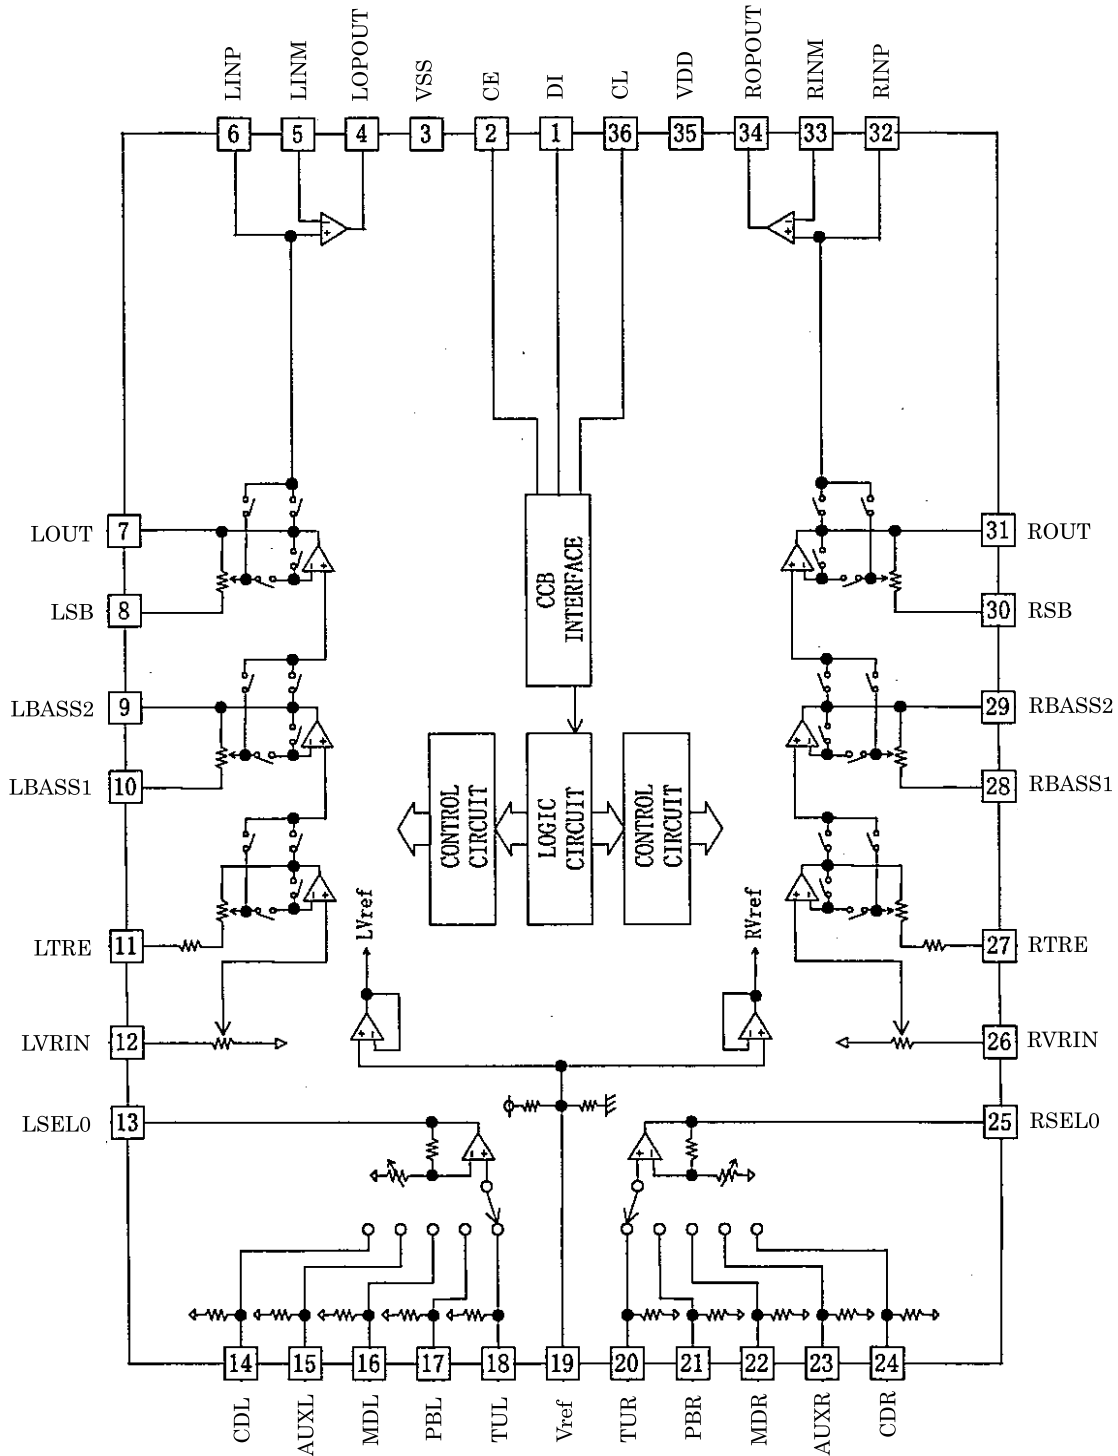 LINP
LINM
LOPOUT
VSS
CE
DI
CL
VDD
ROPOUT
RINM
RINP
6
5
4
3
2
1
36
35
34
33
32
LOUT
7
31
ROUT
LSB
8
30
RSB
CCB
INTERFACE
LBASS2
9
29
RBASS2
LBASS1
10
28
RBASS1
CONTROL
CIRCUIT
LOGIC
CIRCUIT
CONTROL
CIRCUIT
LVref
RVref
LTRE
11
27
RTRE
LVRIN
12
26
RVRIN
LSEL0
13
25
RSEL0
14
15
16
17
18
19
20
21
22
23
24
CDL
AUXL
MDL
PBL
TUL
Vref
TUR
PBR
MDR
AUXR
CDR